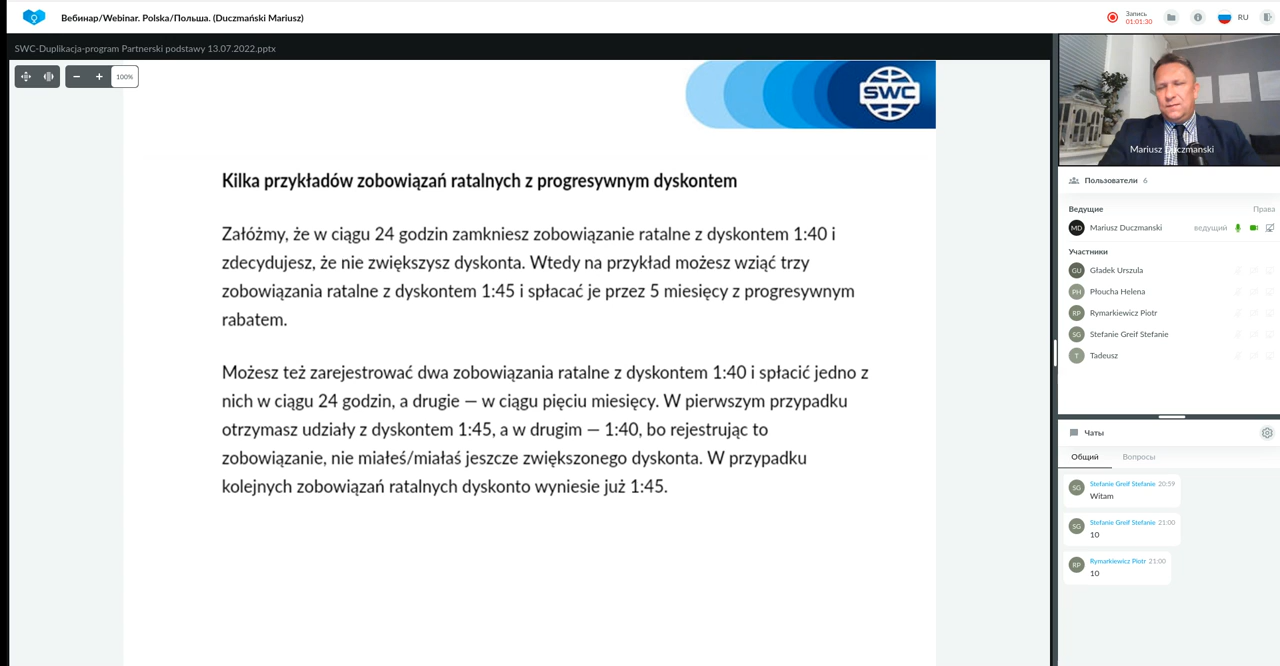 Вебинар/Webinar. Polska/Польша. (Duczmański Mariusz)
Запись
01:01:30
RU
SWC-Duplikacja-program Partnerski podstawy 13.07.2022.pptx
100%
SWC
Kilka przykładów zobowiązań ratalnych z progresywnym dyskontem
Załóżmy, że w ciągu 24 godzin zamkniesz zobowiązanie ratalne z dyskontem 1:40 i
zdecydujesz, że nie zwiększysz dyskonta. Wtedy na przykład możesz wziąć trzy
zobowiązania ratalne z dyskontem 1:45 i spłacać je przez 5 miesięcy z progresywnym
rabatem.
Możesz też zarejestrować dwa zobowiązania ratalne z dyskontem 1:40 i spłacić jedno z
nich w ciągu 24 godzin, a drugie — w ciągu pięciu miesięcy. W pierwszym przypadku
otrzymasz udziały z dyskontem 1:45, a w drugim — 1:40, bo rejestrując to
zobowiązanie, nie miałeś/miałaś jeszcze zwiększonego dyskonta. W przypadku
kolejnych zobowiązań ratalnych dyskonto wyniesie już 1:45.
Mariusz Duczmanski
Пользователи 6
Ведущие Права
MD Mariusz Duczmanski ведущий
Участники
GU Gładek Urszula
PH Płoucha Helena
RP Rymarkiewicz Piotr
SG Stefanie Greif Stefanie
T Tadeusz
Чаты
Общий Вопросы
SG Stefanie Greif Stefanie 20:59
Witam
SG Stefanie Greif Stefanie 21:00
10
RP Rymarkiewicz Piotr 21:00
10